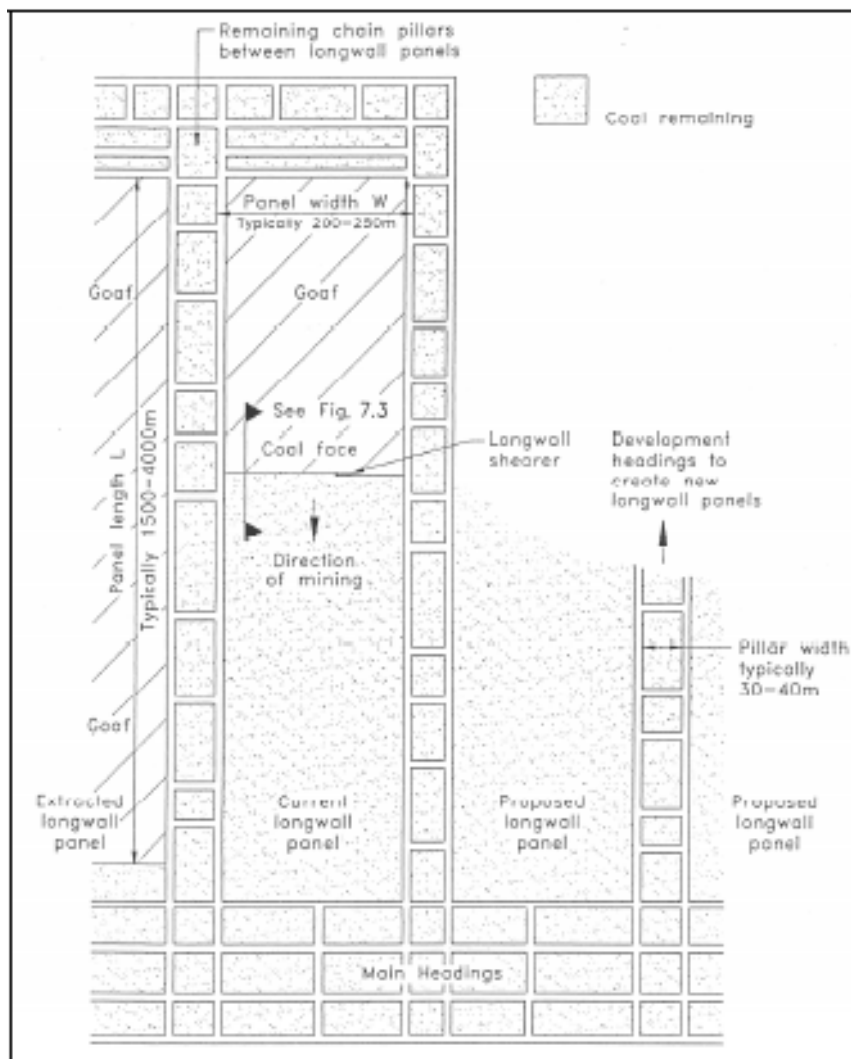 Remaining chain pillars
between longwall panels
Coal remaining
Panel width W
Typically 200-250m
Goaf
Goaf
Panel length L
Typically 1500-4000m
See Fig. 7.3
Coal face
Longwall
shearer
Development
headings to
create new
longwall panels
Direction
of mining
Pillar width
typically
30-40m
Goaf
Extracted
longwall
panel
Current
longwall
panel
Proposed
longwall
panel
Proposed
longwall
panel
Main Headings